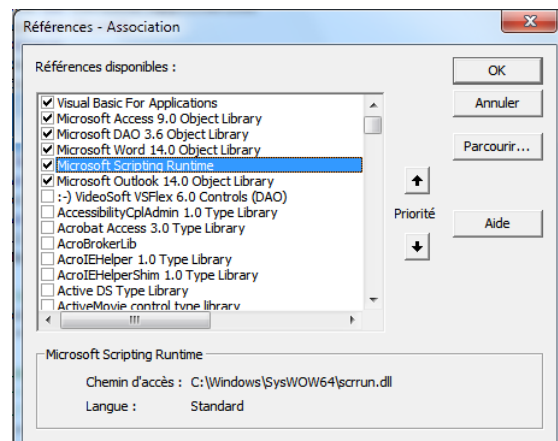 Références - Association
Références disponibles :
Visual Basic For Applications
Microsoft Access 9.0 Object Library
Microsoft DAO 3.6 Object Library
Microsoft Word 14.0 Object Library
Microsoft Scripting Runtime
Microsoft Outlook 14.0 Object Library
:-) VideoSoft VSFlex 6.0 Controls (DAO)
AccessibilityCplAdmin 1.0 Type Library
Acrobat Access 3.0 Type Library
AcroBrokerLib
AcroIEHelper 1.0 Type Library
AcroIEHelperShim 1.0 Type Library
Active DS Type Library
ActiveMovie control type library
OK
Annuler
Parcourir...
Priorité
Aide
Microsoft Scripting Runtime
Chemin d'accès : C:\Windows\SysWOW64\scrrun.dll
Langue : Standard